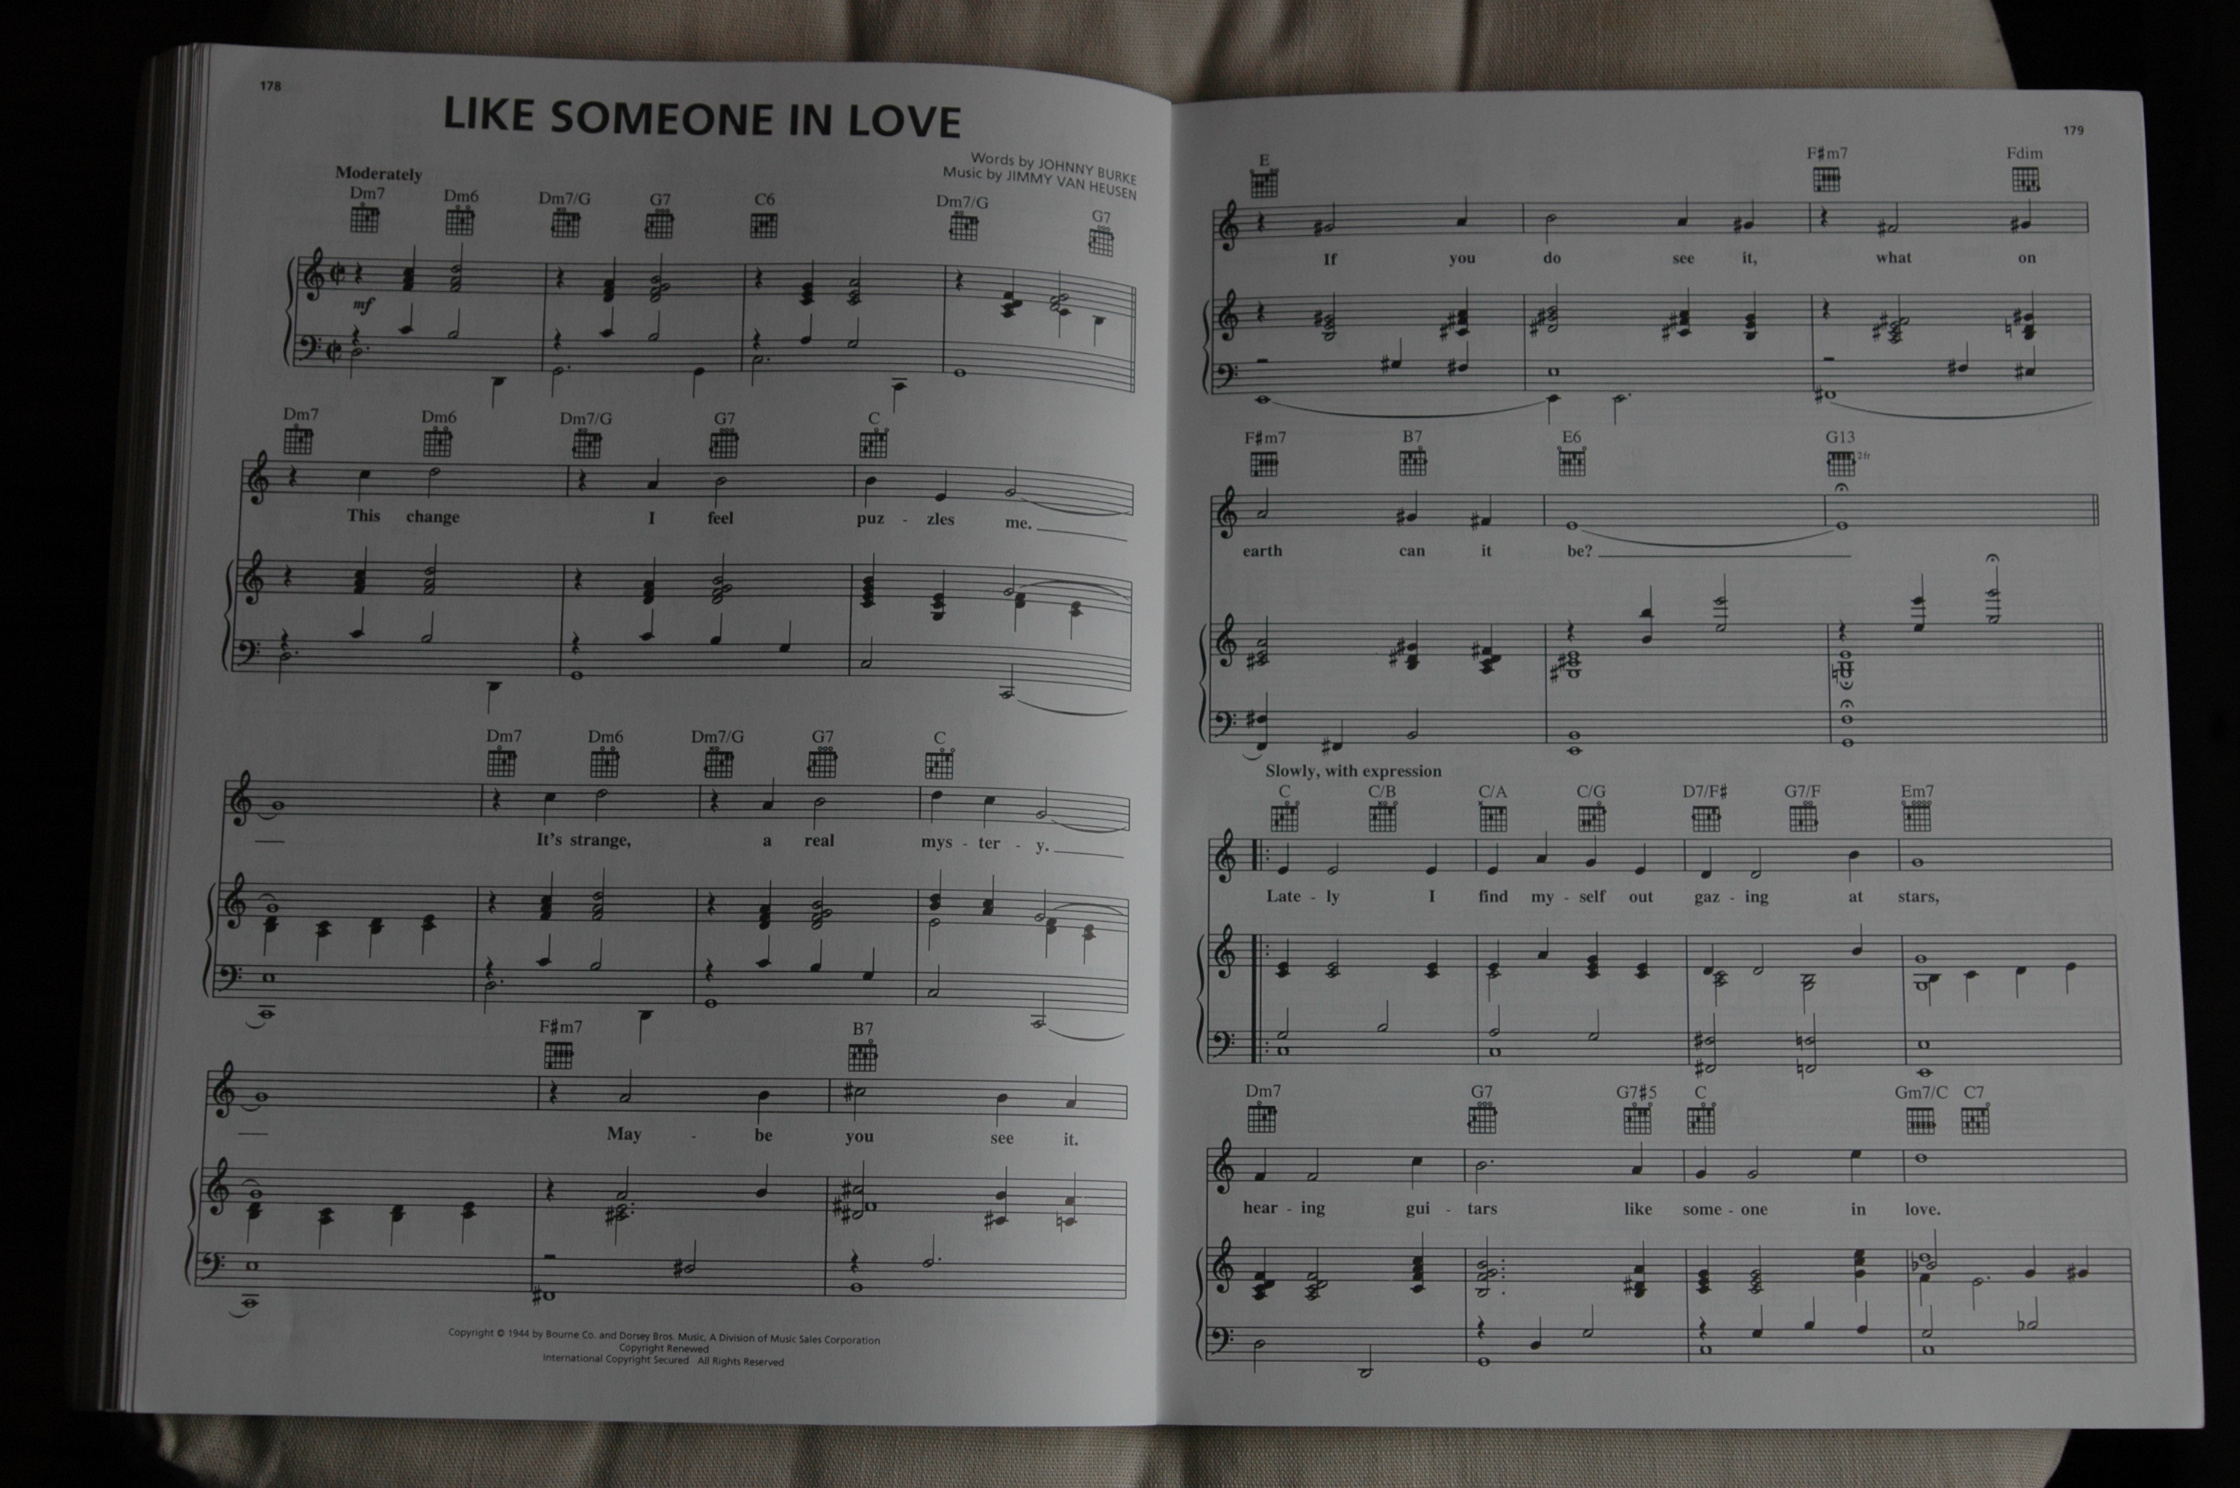 178
LIKE SOMEONE IN LOVE
Words by JOHNNY BURKE
Music by JIMMY VAN HEUSEN
Moderately
Dm7 Dm6 Dm7/G G7 C6 Dm7/G G7
mf
Dm7 Dm6 Dm7/G G7 C
This change I feel puz - zles me.
Dm7 Dm6 Dm7/G G7 C
It's strange, a real mys - ter - y.
F#m7 B7
May - be you see it.
Copyright © 1944 by Bourne Co. and Dorsey Bros. Music, A Division of Music Sales Corporation
Copyright Renewed
International Copyright Secured All Rights Reserved
179
E F#m7 Fdim
If you do see it, what on
F#m7 B7 E6 G13
2fr
earth can it be?
Slowly, with expression
C C/B C/A C/G D7/F# G7/F Em7
Late - ly I find my - self out gaz - ing at stars,
Dm7 G7 G7#5 C Gm7/C C7
hear - ing gui - tars like some - one in love.